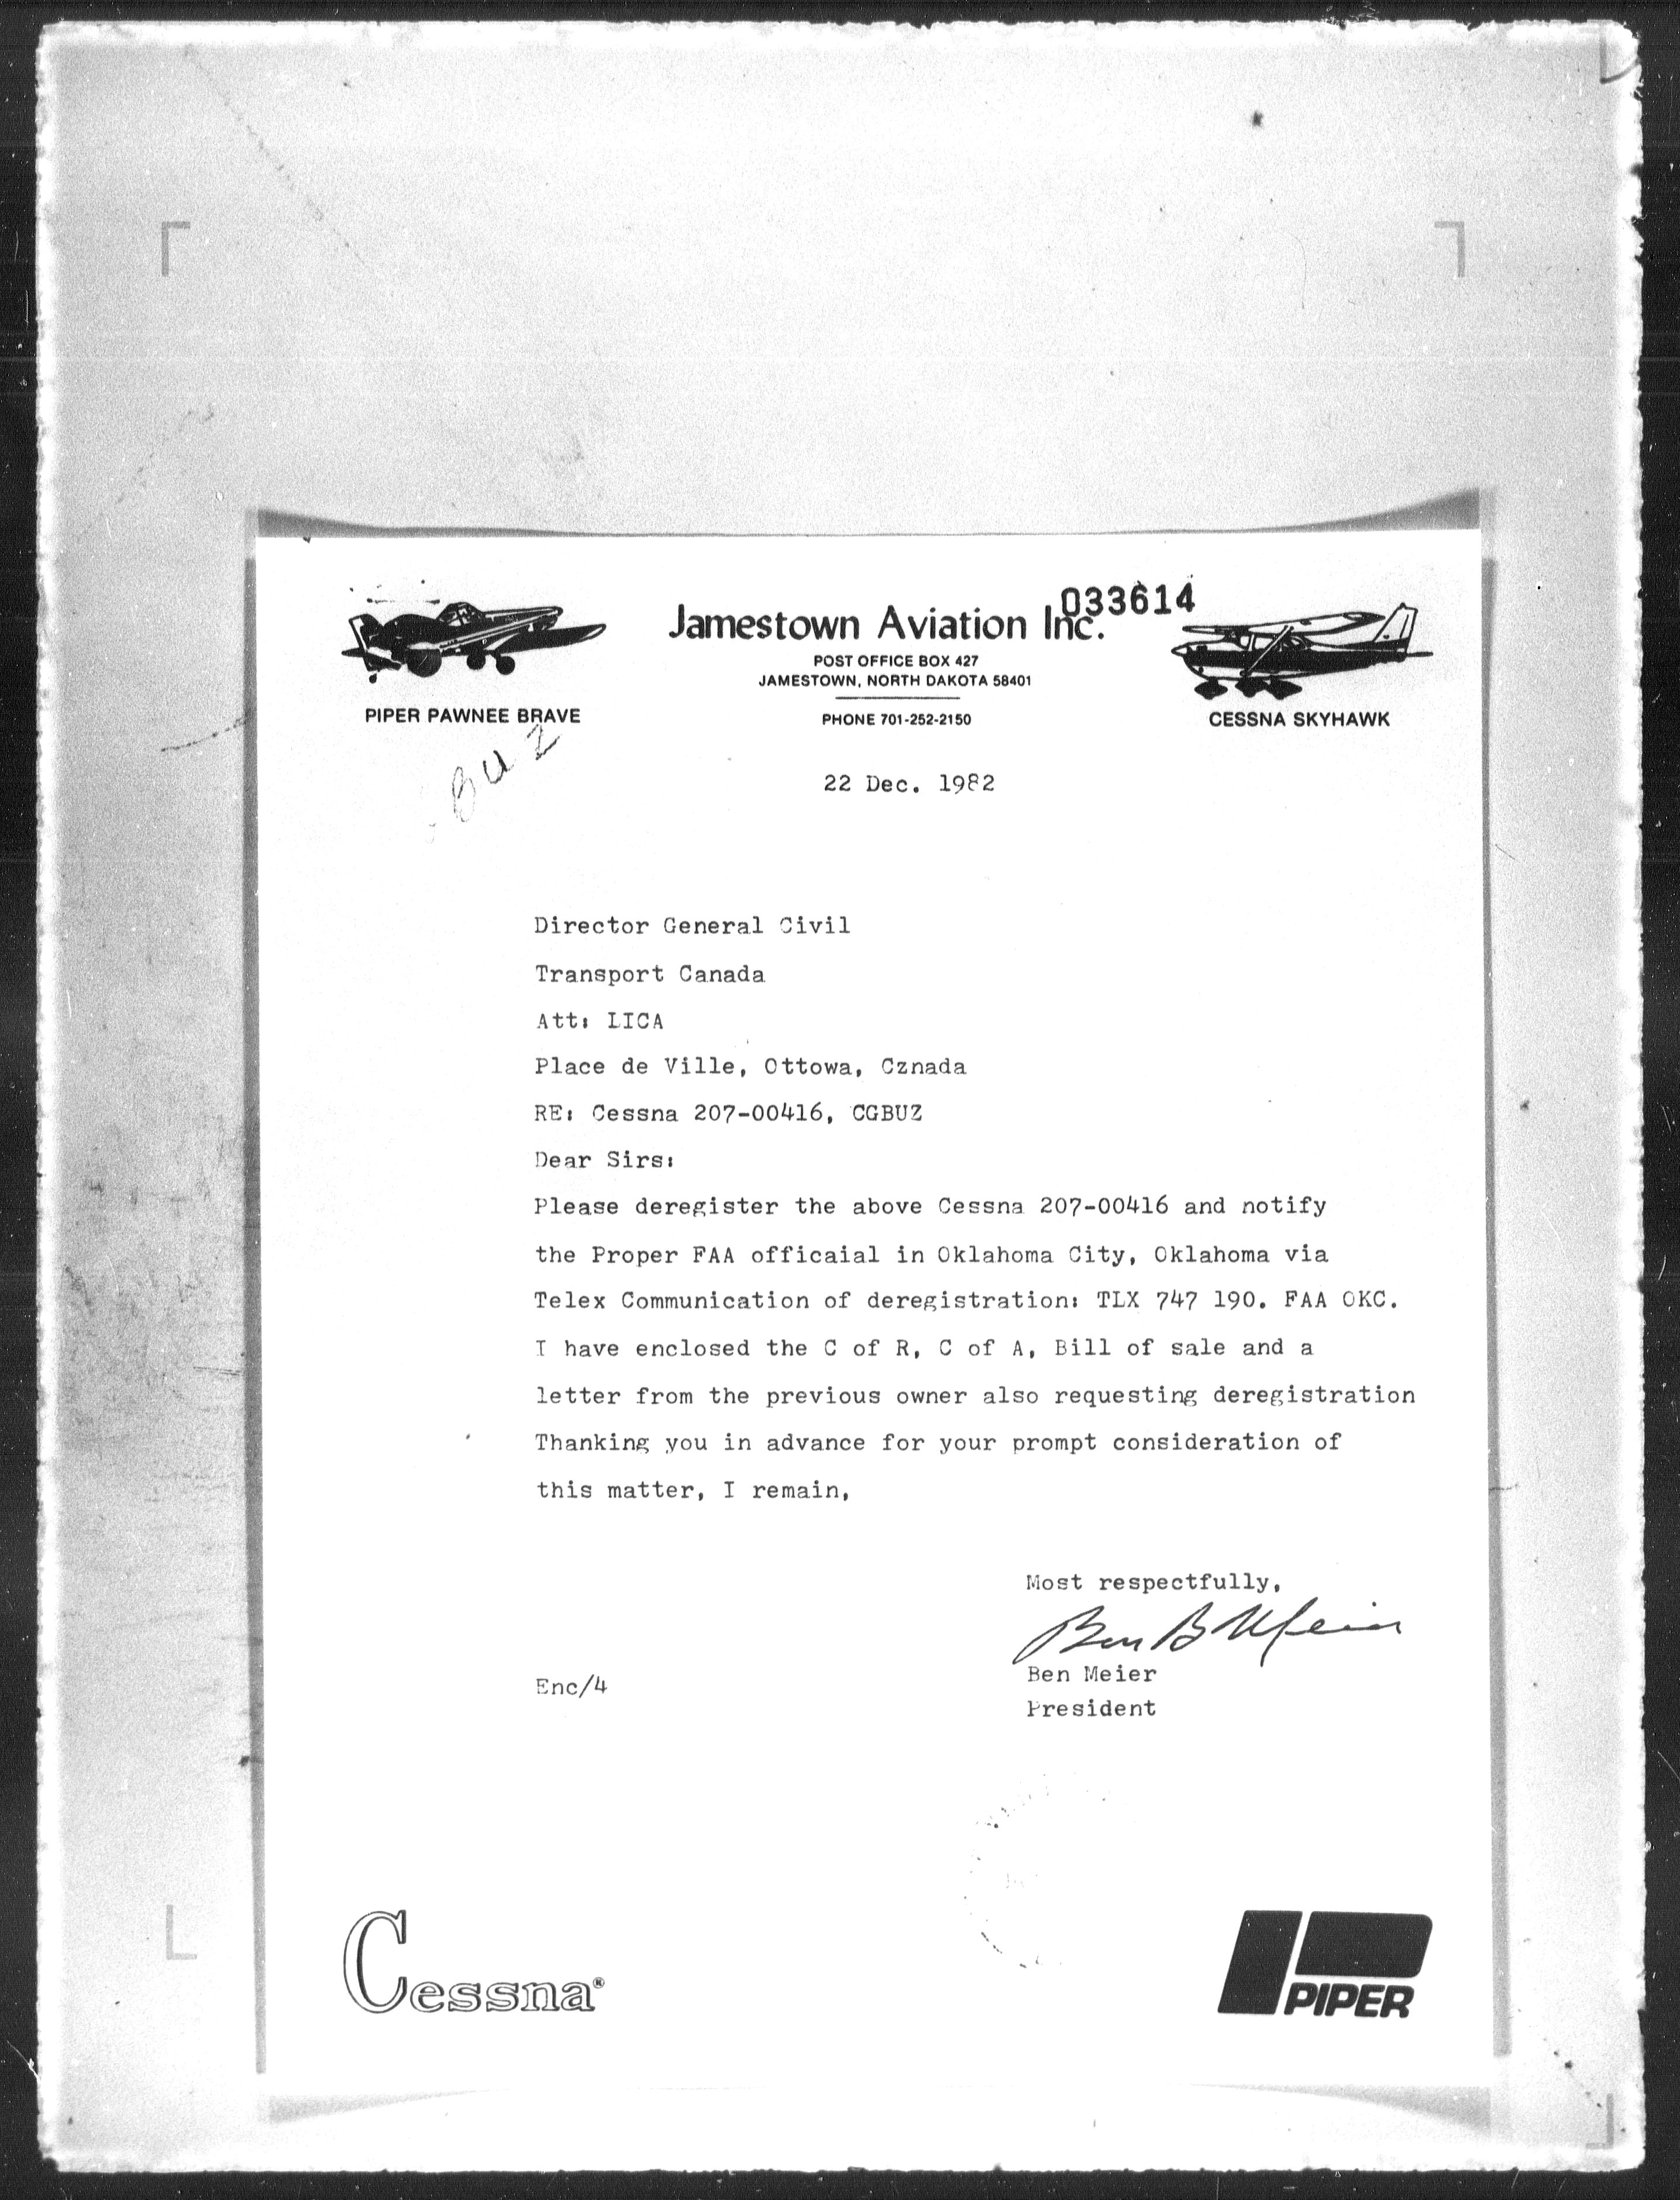 033614
Jamestown Aviation Inc.
POST OFFICE BOX 427
JAMESTOWN, NORTH DAKOTA 58401
PHONE 701-252-2150
PIPER PAWNEE BRAVE
CESSNA SKYHAWK
BUZ
22 Dec. 1982
Director General Civil
Transport Canada
Att: LICA
Place de Ville, Ottowa, Cznada
RE: Cessna 207-00416, CGBUZ
Dear Sirs:
Please deregister the above Cessna 207-00416 and notify
the Proper FAA officaial in Oklahoma City, Oklahoma via
Telex Communication of deregistration: TLX 747 190. FAA OKC.
I have enclosed the C of R, C of A, Bill of sale and a
letter from the previous owner also requesting deregistration
Thanking you in advance for your prompt consideration of
this matter, I remain,
Most respectfully,
Ben B Meier
Ben Meier
President
Enc/4
Cessna®
PIPER